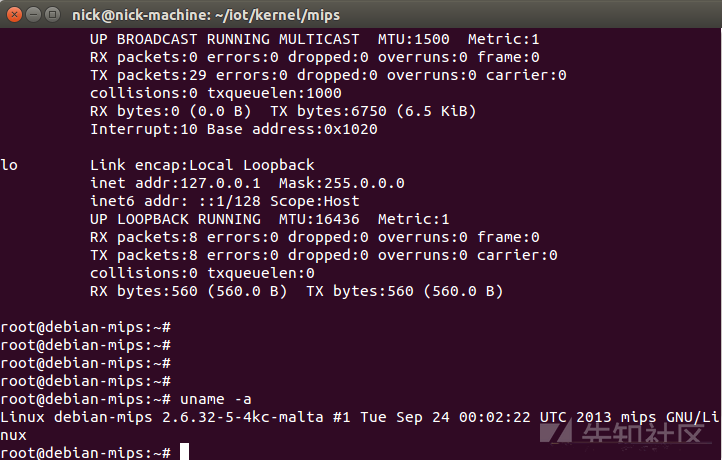 nick@nick-machine: ~/iot/kernel/mips
UP BROADCAST RUNNING MULTICAST  MTU:1500  Metric:1
RX packets:0 errors:0 dropped:0 overruns:0 frame:0
TX packets:29 errors:0 dropped:0 overruns:0 carrier:0
collisions:0 txqueuelen:1000
RX bytes:0 (0.0 B)  TX bytes:6750 (6.5 KiB)
Interrupt:10 Base address:0x1020
lo        Link encap:Local Loopback
inet addr:127.0.0.1  Mask:255.0.0.0
inet6 addr: ::1/128 Scope:Host
UP LOOPBACK RUNNING  MTU:16436  Metric:1
RX packets:8 errors:0 dropped:0 overruns:0 frame:0
TX packets:8 errors:0 dropped:0 overruns:0 carrier:0
collisions:0 txqueuelen:0
RX bytes:560 (560.0 B)  TX bytes:560 (560.0 B)
root@debian-mips:~#
root@debian-mips:~#
root@debian-mips:~#
root@debian-mips:~# uname -a
Linux debian-mips 2.6.32-5-4kc-malta #1 Tue Sep 24 00:02:22 UTC 2013 mips GNU/Li
nux
root@debian-mips:~#
先知社区